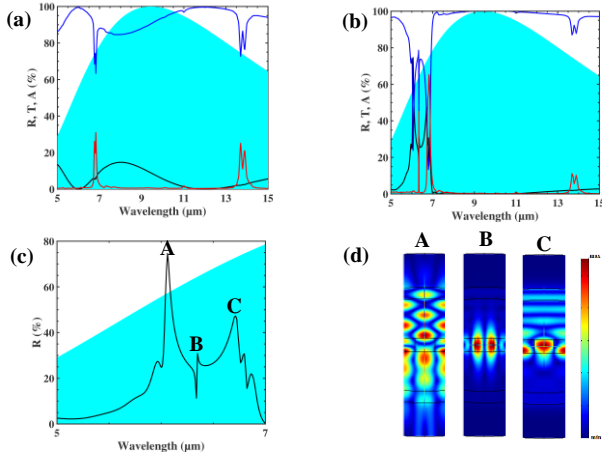 (a)
100
80
60
40
20
0
R, T, A (%)
5 7 9 11 13 15
Wavelength (μm)
(b)
100
80
60
40
20
0
R, T, A (%)
5 7 9 11 13 15
Wavelength (μm)
(c)
80
60
40
20
0
R (%)
A
B
C
5 6 7
Wavelength (μm)
(d)
A B C
max
min